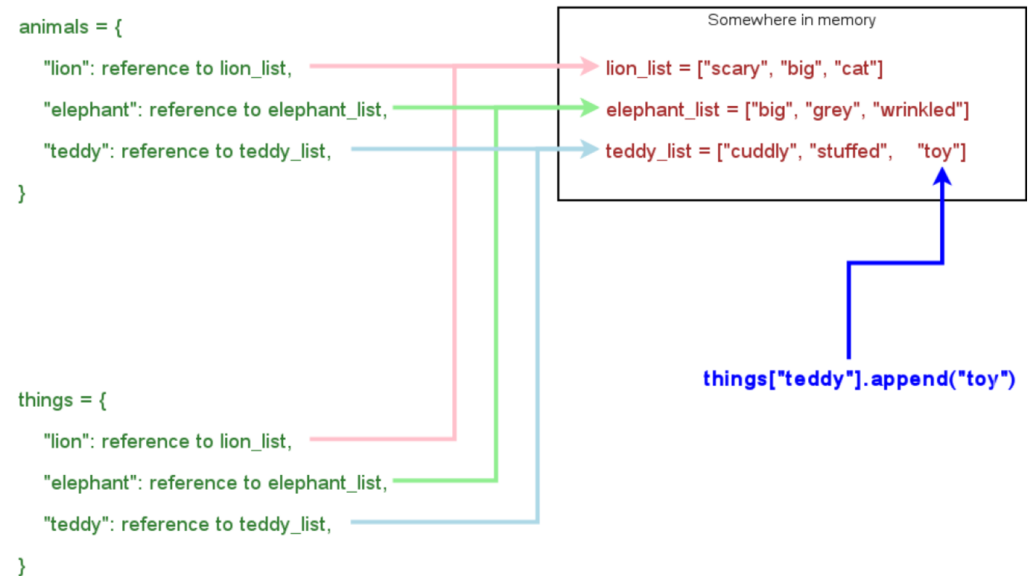 animals = {
"lion": reference to lion_list,
"elephant": reference to elephant_list,
"teddy": reference to teddy_list,
}
Somewhere in memory
lion_list = ["scary", "big", "cat"]
elephant_list = ["big", "grey", "wrinkled"]
teddy_list = ["cuddly", "stuffed", "toy"]
things["teddy"].append("toy")
things = {
"lion": reference to lion_list,
"elephant": reference to elephant_list,
"teddy": reference to teddy_list,
}